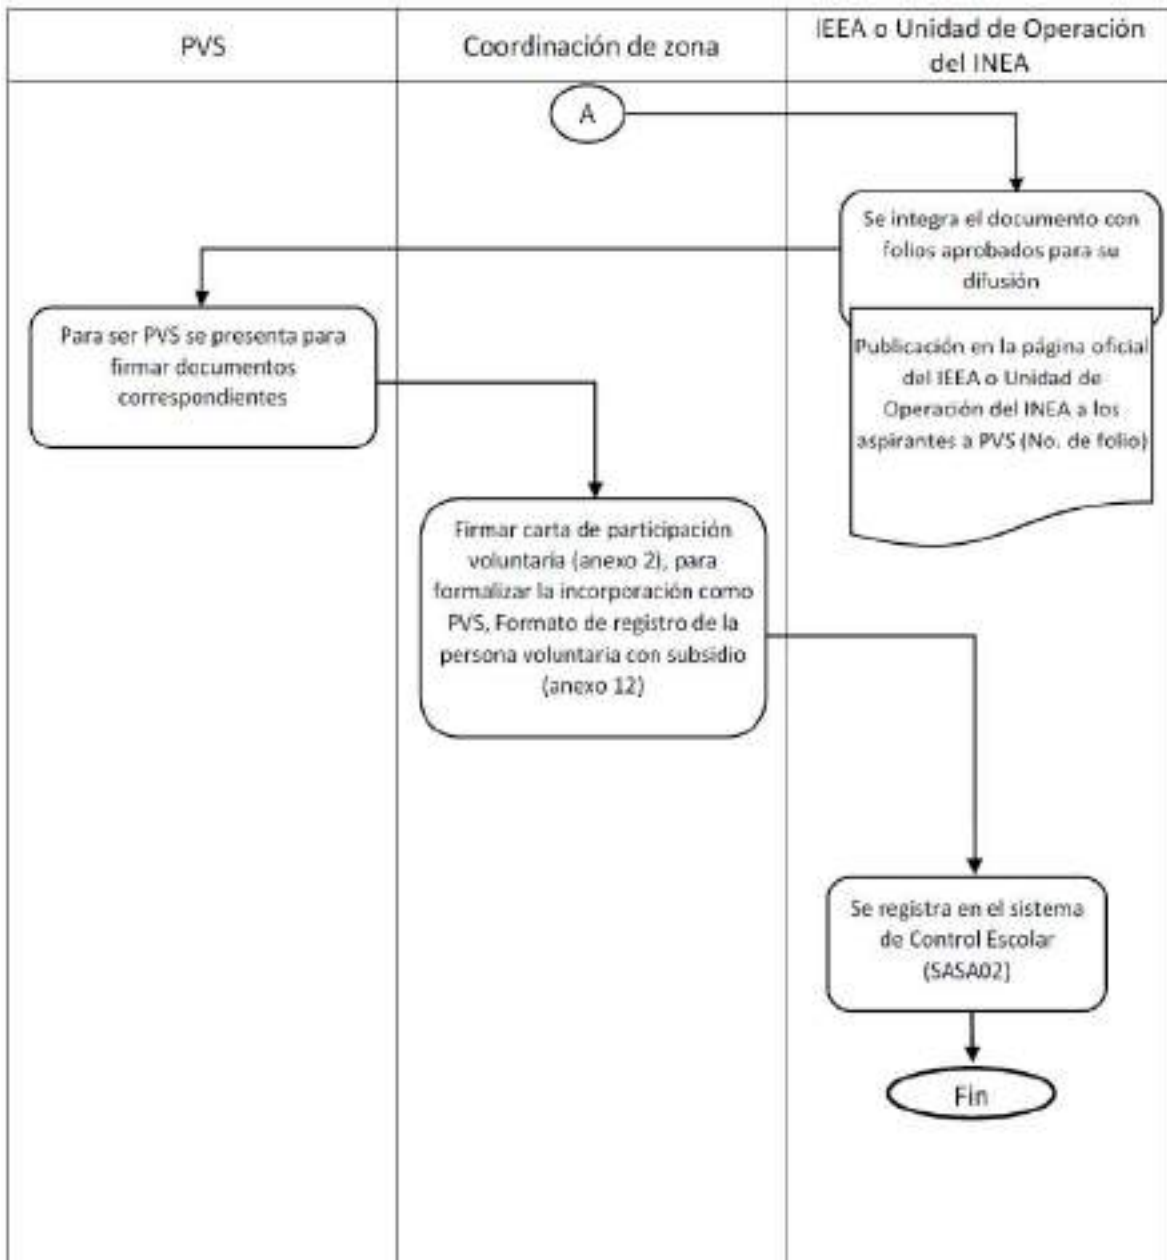 PVS
Coordinación de zona
IEEA o Unidad de Operación
del INEA
A
Se integra el documento con
folios aprobados para su
difusión
Publicación en la página oficial
del IEEA o Unidad de
Operación del INEA a los
aspirantes a PVS (No. de folio)
Para ser PVS se presenta para
firmar documentos
correspondientes
Firmar carta de participación
voluntaria (anexo 2), para
formalizar la incorporación como
PVS, Formato de registro de la
persona voluntaria con subsidio
(anexo 12)
Se registra en el sistema
de Control Escolar
(SASA02]
Fin